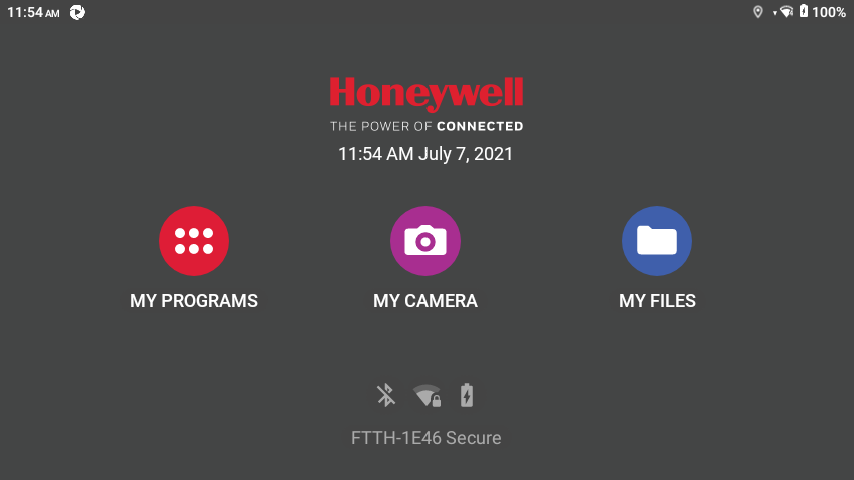 11:54 AM 100%
Honeywell
THE POWER OF CONNECTED
11:54 AM July 7, 2021
MY PROGRAMS MY CAMERA MY FILES
FTTH-1E46 Secure